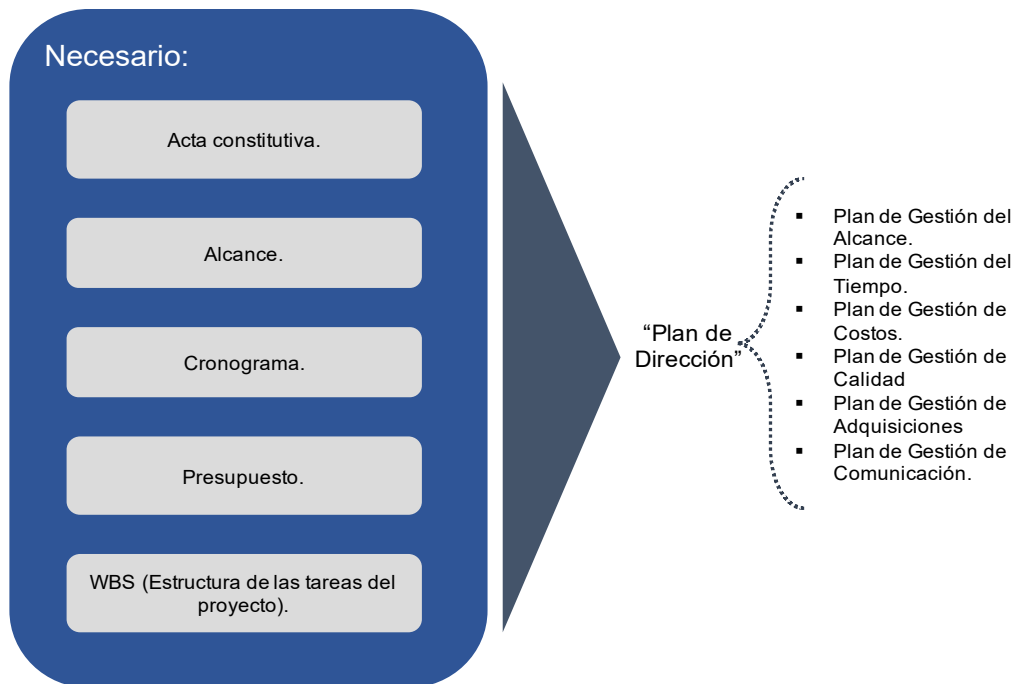 Necesario:
Acta constitutiva.
Alcance.
Cronograma.
Presupuesto.
WBS (Estructura de las tareas del
proyecto).
“Plan de
Dirección”
▪ Plan de Gestión del
Alcance.
▪ Plan de Gestión del
Tiempo.
▪ Plan de Gestión de
Costos.
▪ Plan de Gestión de
Calidad
▪ Plan de Gestión de
Adquisiciones
▪ Plan de Gestión de
Comunicación.